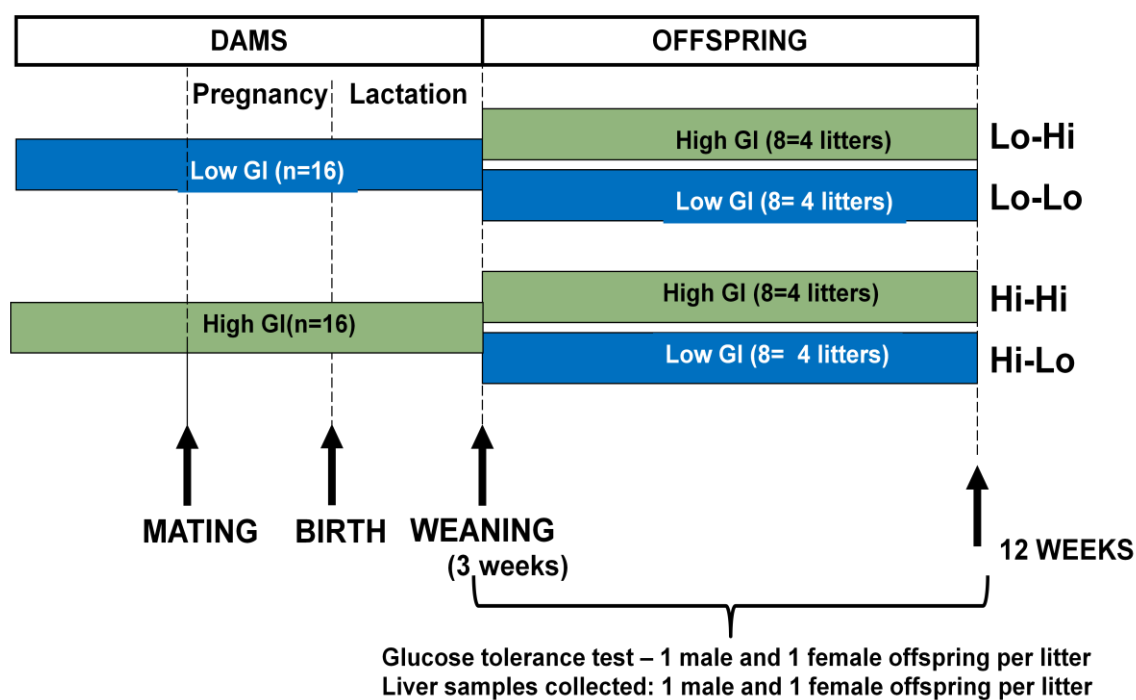 DAMS
OFFSPRING
Pregnancy
Lactation
High GI (8=4 litters)
Lo-Hi
Low GI (n=16)
Low GI (8= 4 litters)
Lo-Lo
High GI (8=4 litters)
Hi-Hi
High GI(n=16)
Low GI (8=  4 litters)
Hi-Lo
MATING
BIRTH
WEANING
(3 weeks)
12 WEEKS
Glucose tolerance test – 1 male and 1 female offspring per litter
Liver samples collected: 1 male and 1 female offspring per litter